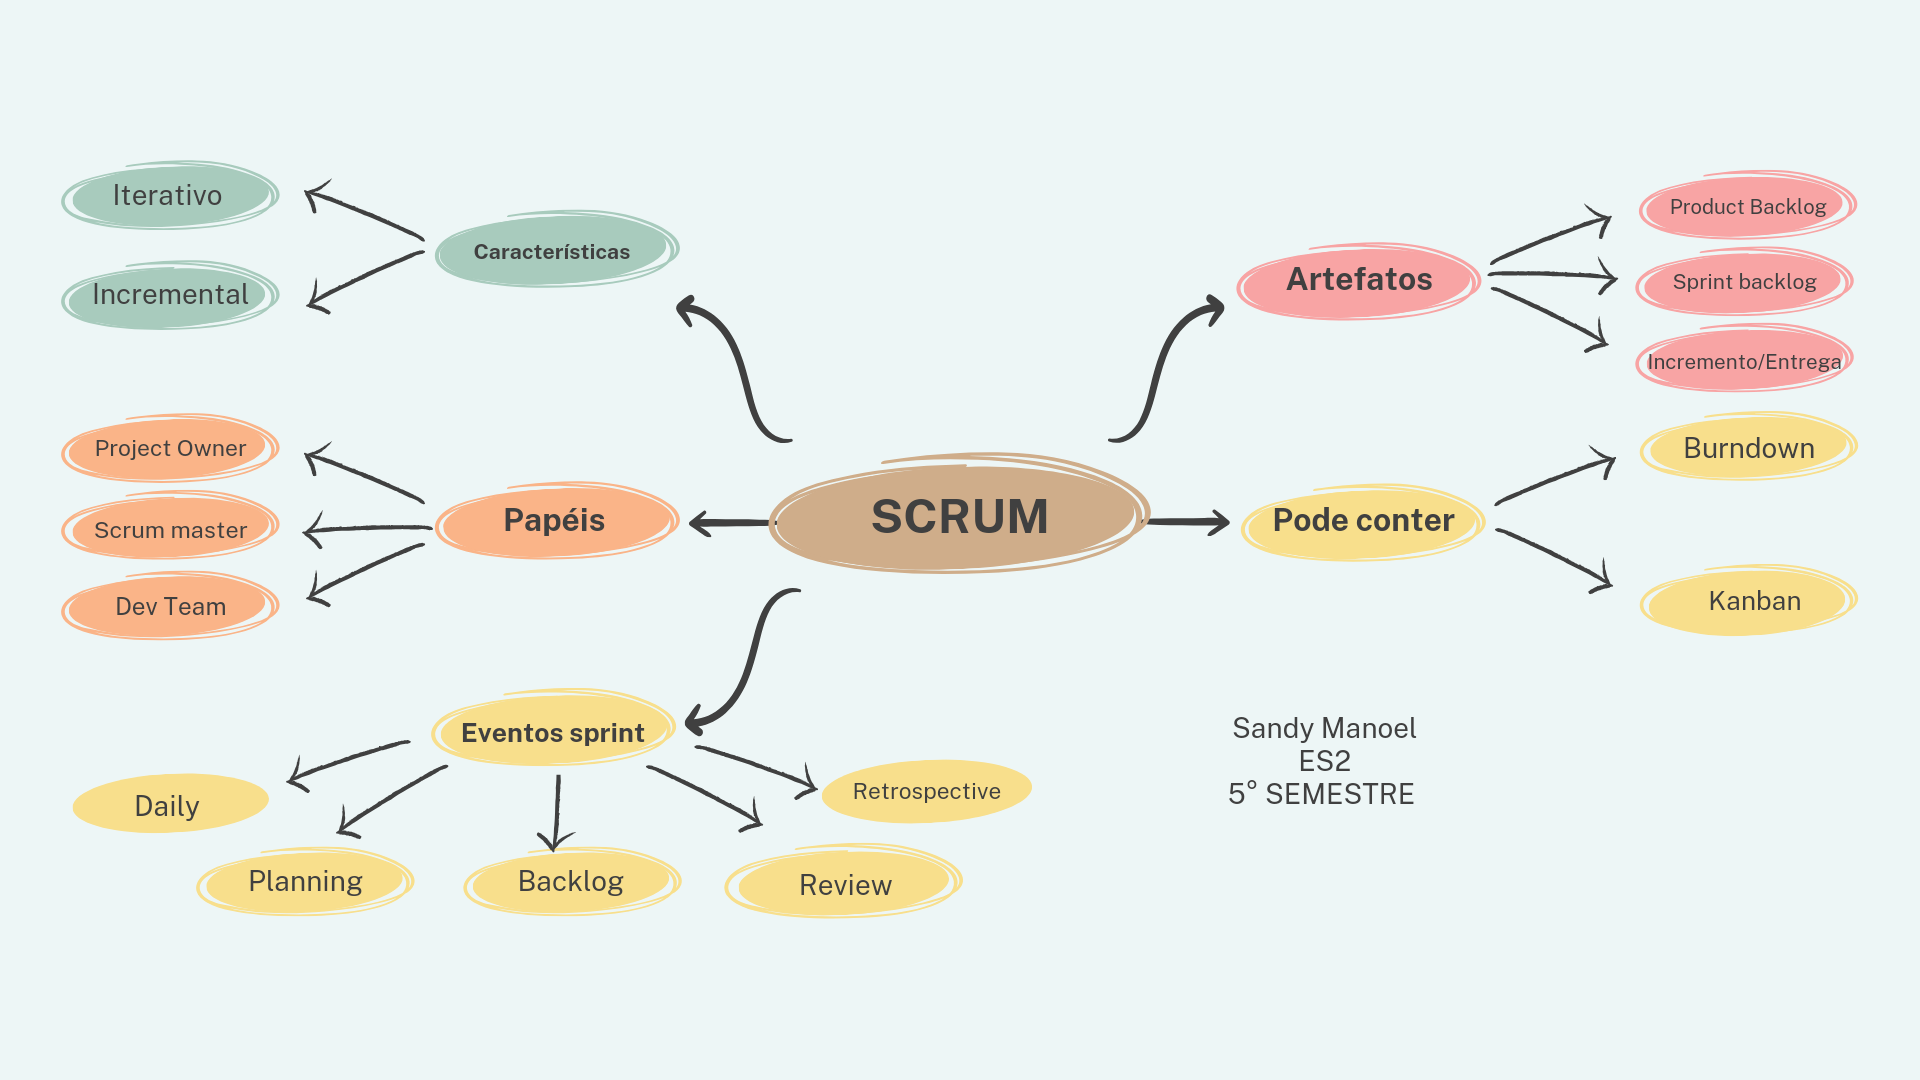 SCRUM
Características
Iterativo
Incremental
Papéis
Project Owner
Scrum master
Dev Team
Eventos sprint
Daily
Planning
Backlog
Review
Retrospective
Artefatos
Product Backlog
Sprint backlog
Incremento/Entrega
Pode conter
Burndown
Kanban
Sandy Manoel
ES2
5° SEMESTRE